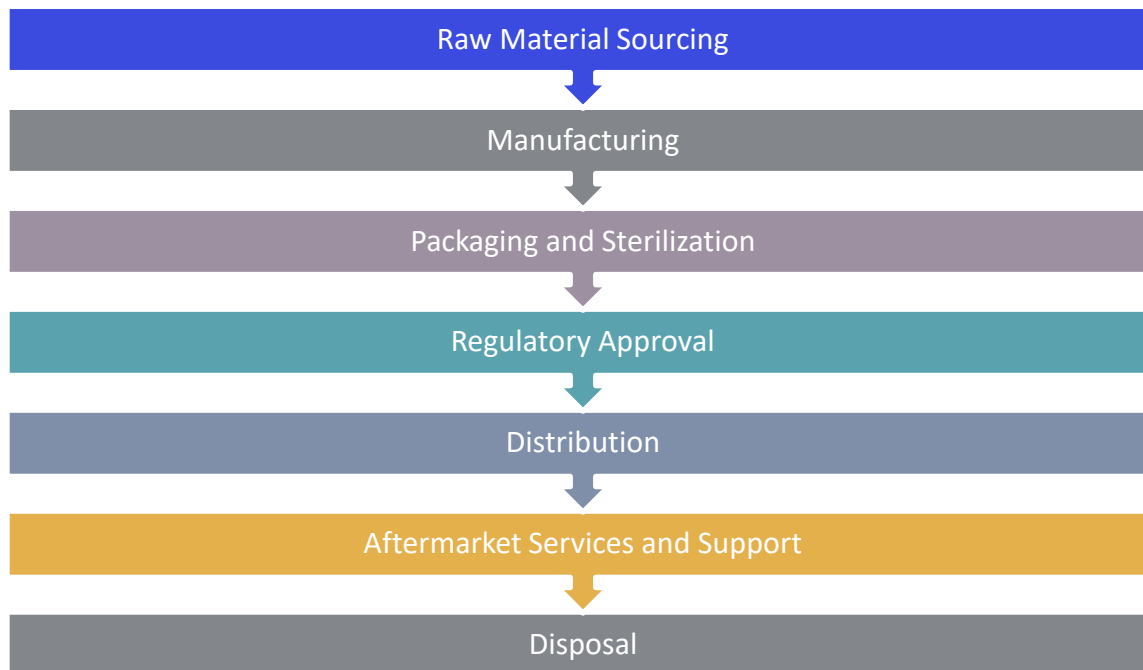 Raw Material Sourcing
Manufacturing
Packaging and Sterilization
Regulatory Approval
Distribution
Aftermarket Services and Support
Disposal